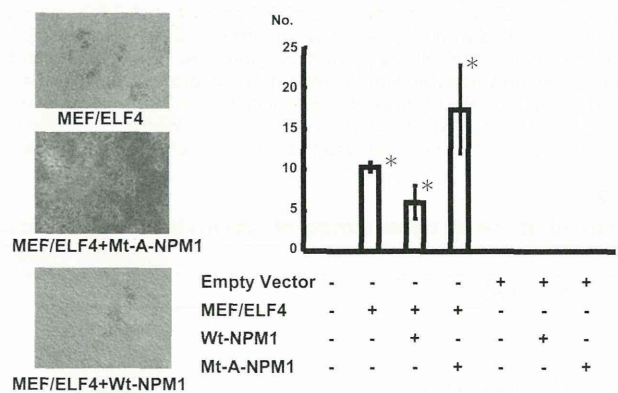 MEF/ELF4
MEF/ELF4+Mt-A-NPM1
MEF/ELF4+Wt-NPM1
No.
25
20
15
10
5
0
*
*
*
Empty Vector - - - - + + +
MEF/ELF4 - + + + - - -
Wt-NPM1 - - + - - + -
Mt-A-NPM1 - - - + - - +